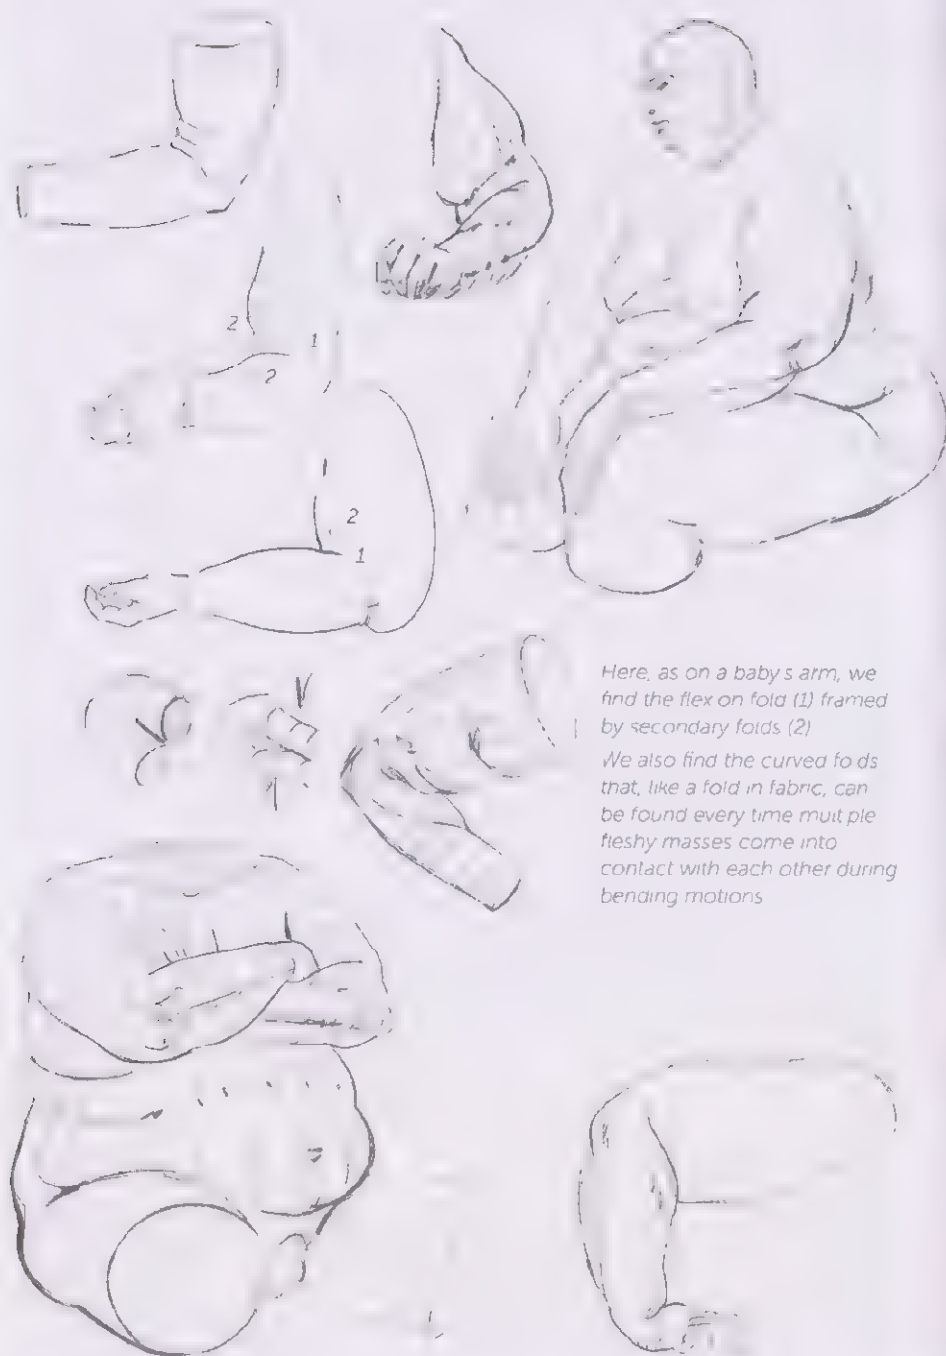 2
1
2
2
1
Here, as on a baby s arm, we
find the flex on fold (1) framed
by secondary folds (2)
We also find the curved fo ds
that, like a fold in fabric, can
be found every time mult ple
fleshy masses come into
contact with each other during
bending motions